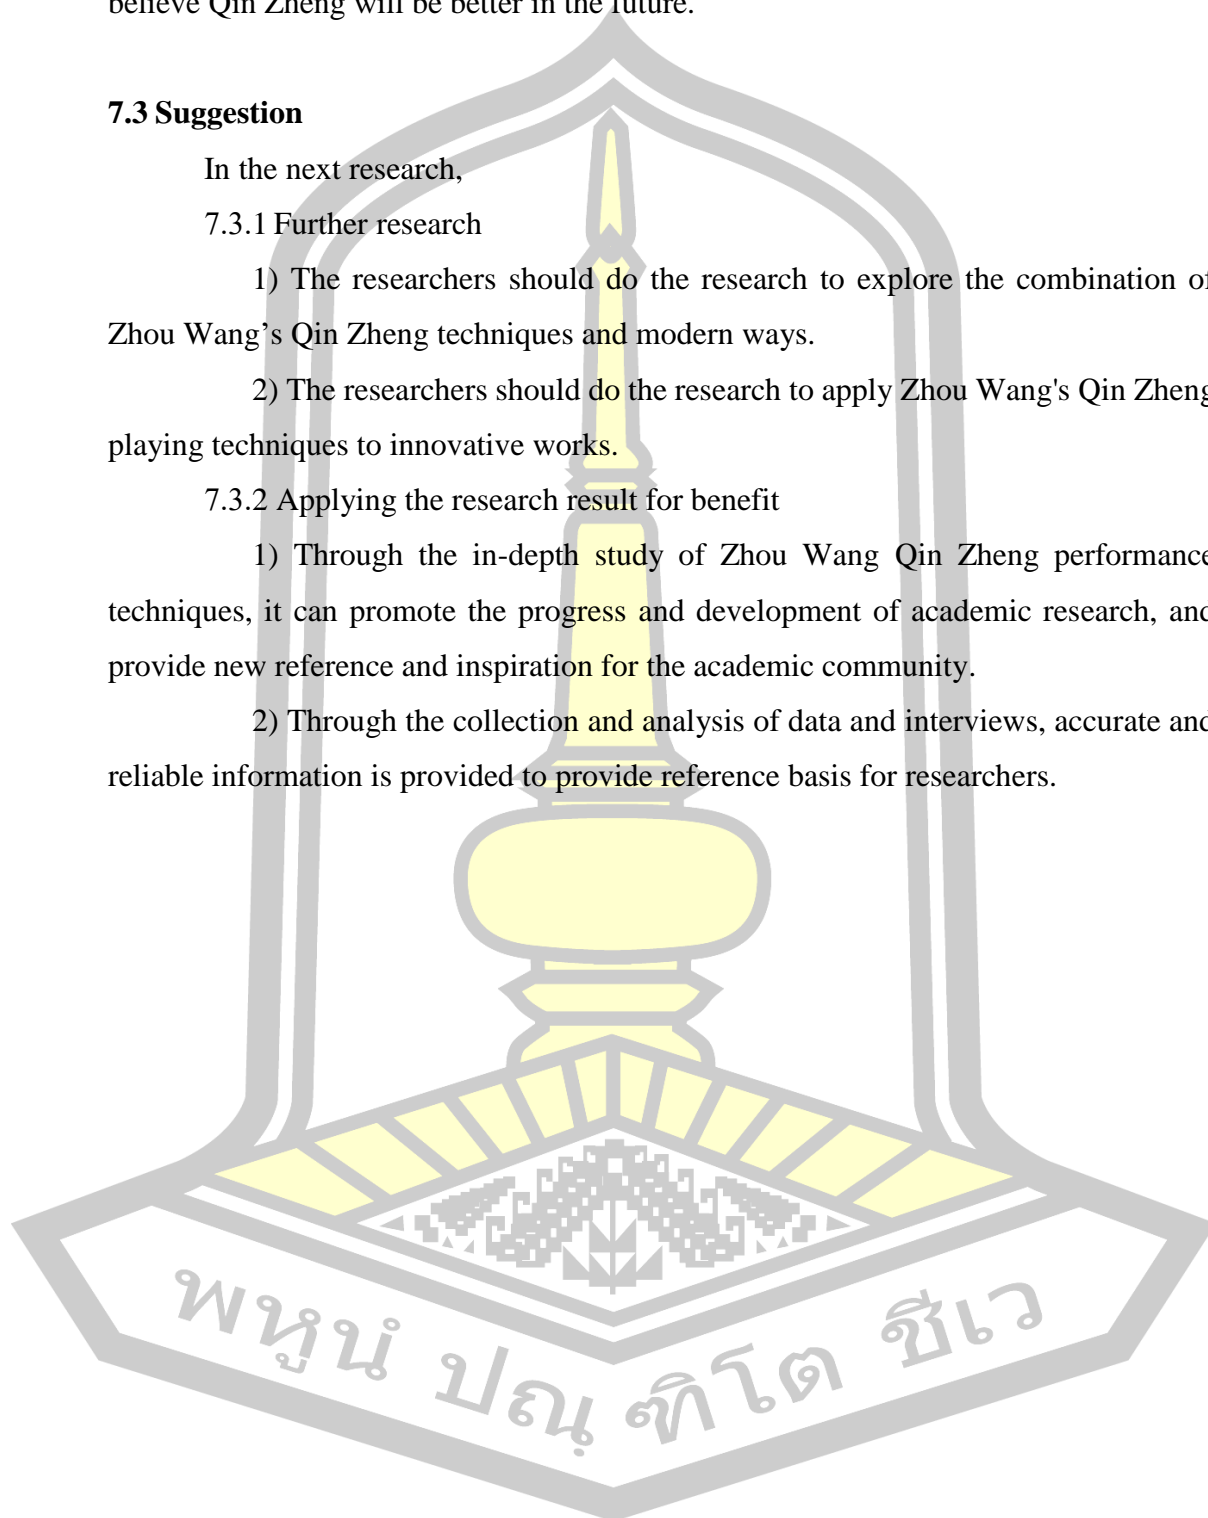 believe Qin Zheng will be better in the future.
7.3 Suggestion
In the next research,
7.3.1 Further research
1) The researchers should do the research to explore the combination of
Zhou Wang’s Qin Zheng techniques and modern ways.
2) The researchers should do the research to apply Zhou Wang's Qin Zheng
playing techniques to innovative works.
7.3.2 Applying the research result for benefit
1) Through the in-depth study of Zhou Wang Qin Zheng performance
techniques, it can promote the progress and development of academic research, and
provide new reference and inspiration for the academic community.
2) Through the collection and analysis of data and interviews, accurate and
reliable information is provided to provide reference basis for researchers.
พหูนํ ปณฺฑิโต ชีเว